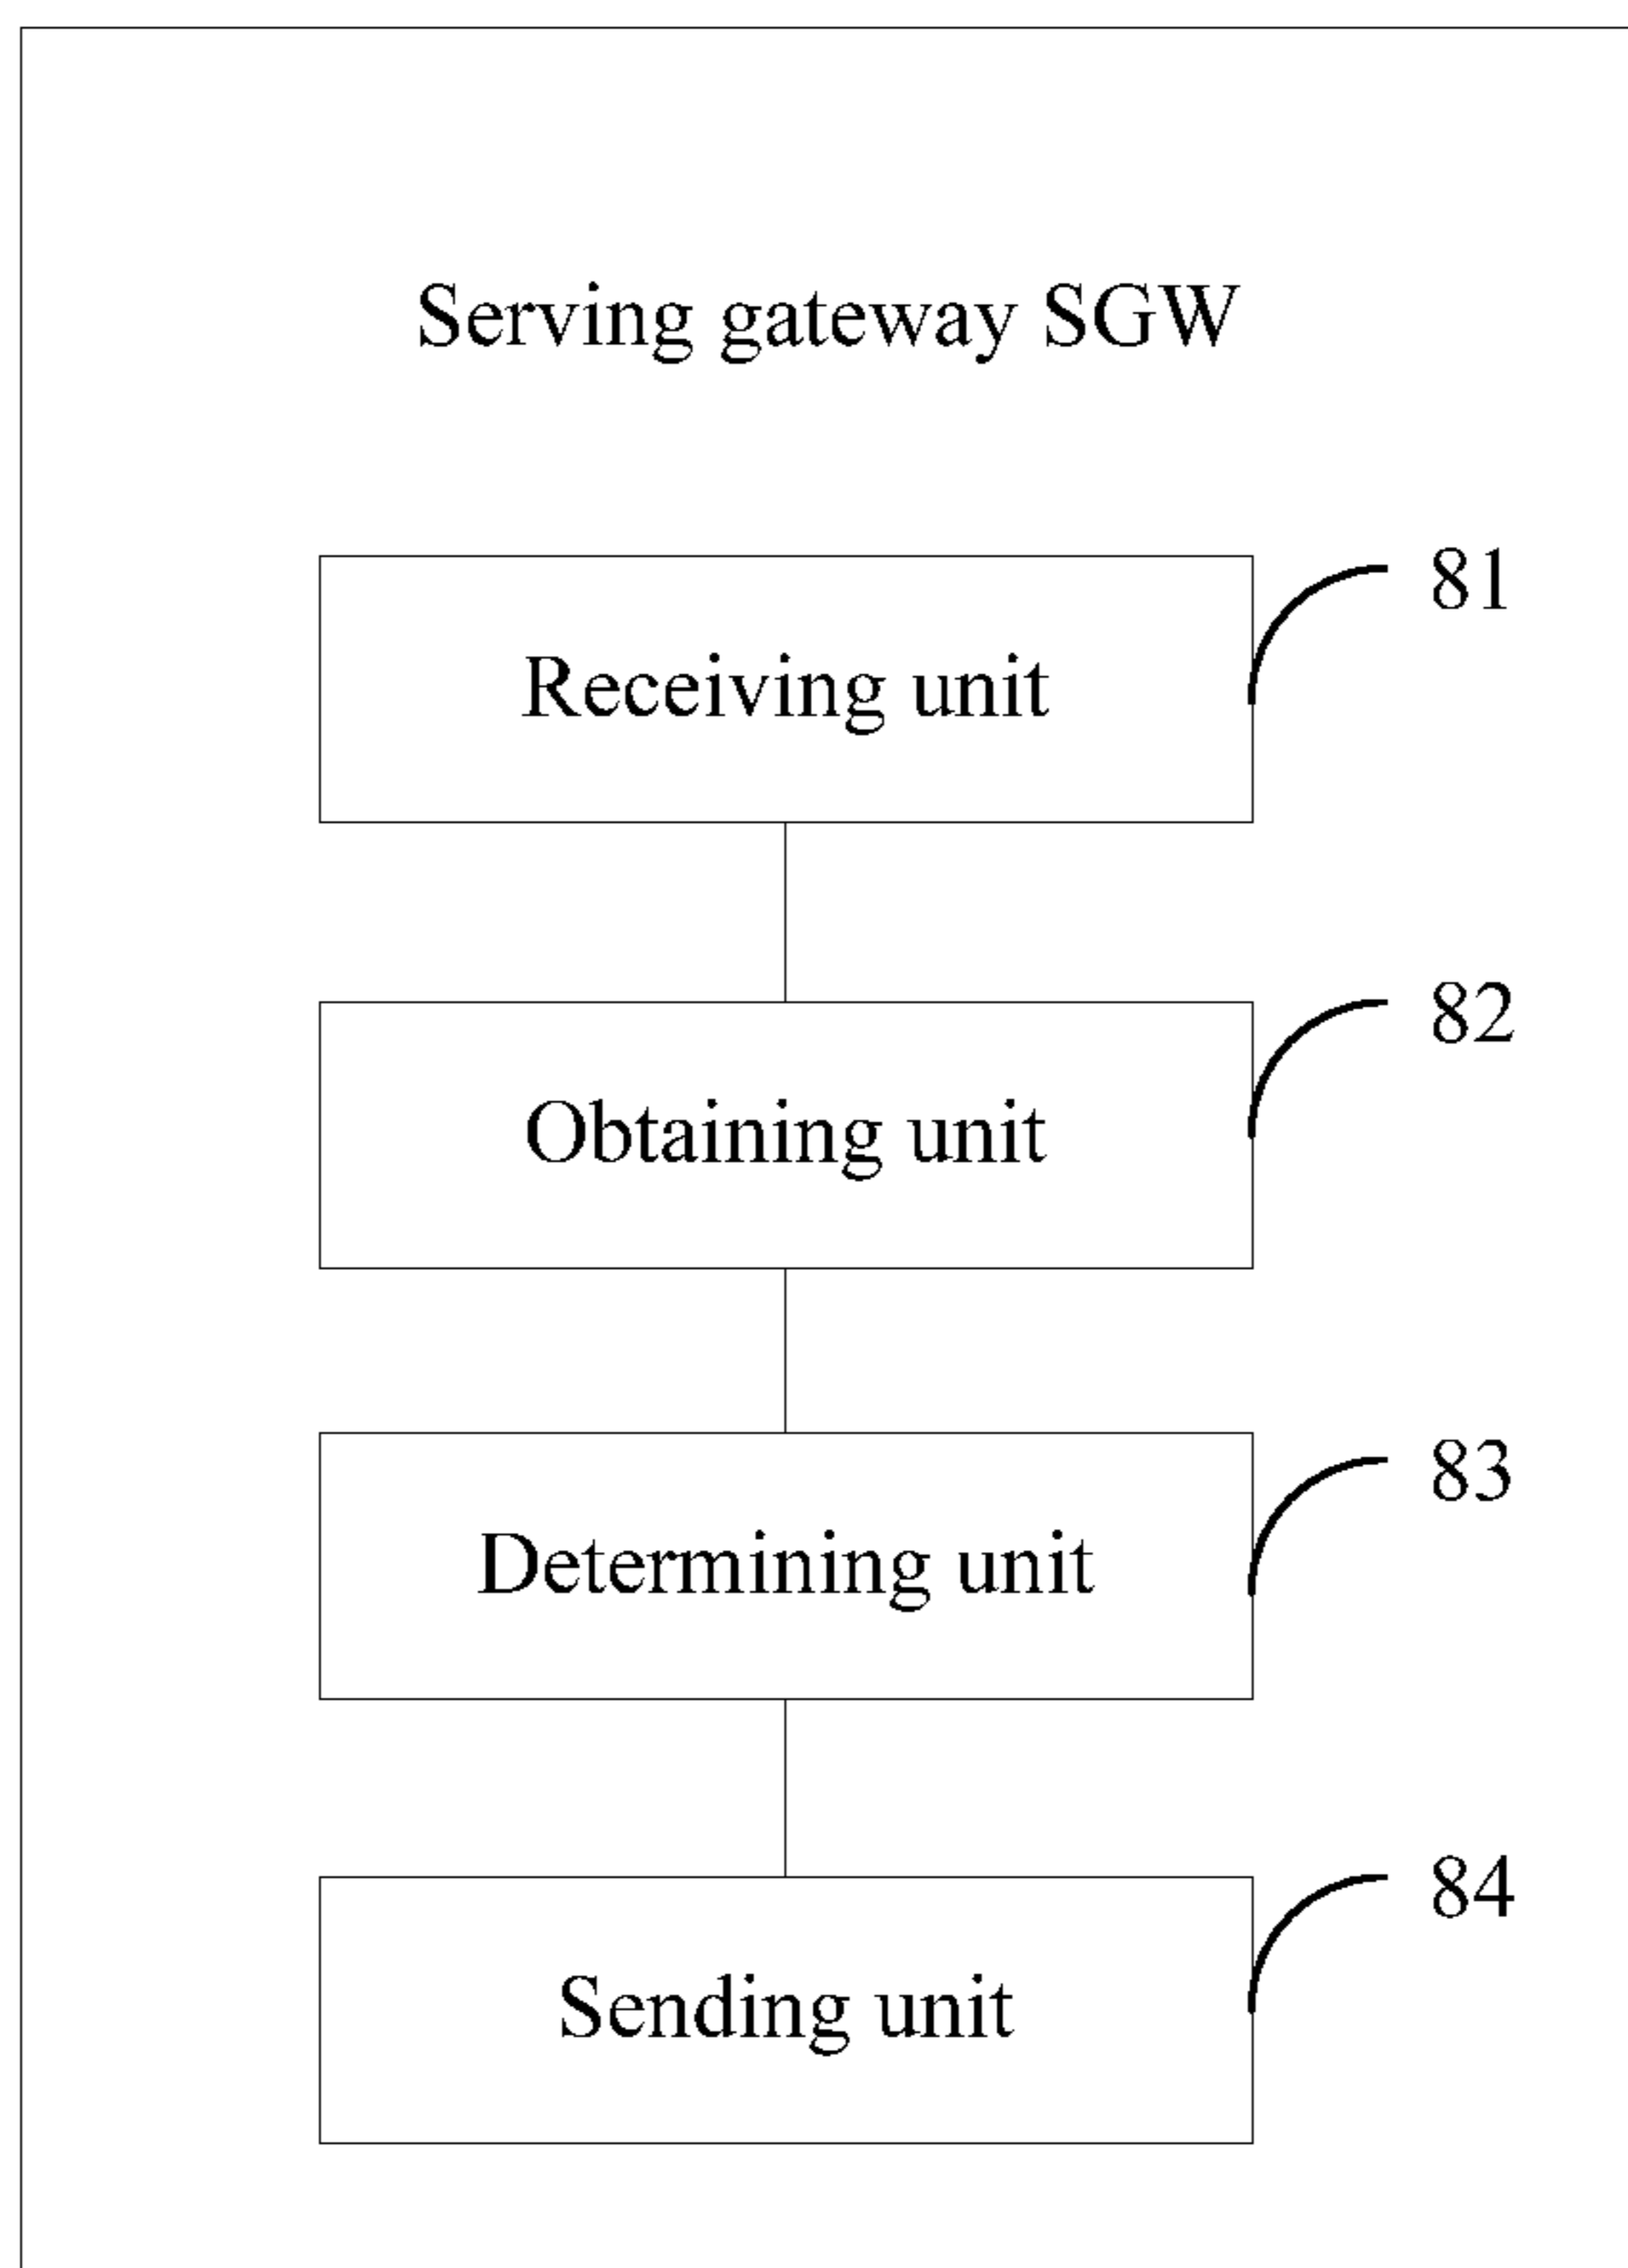 Serving gateway SGW
81
Receiving unit
82
Obtaining unit
83
Determining unit
84
Sending unit